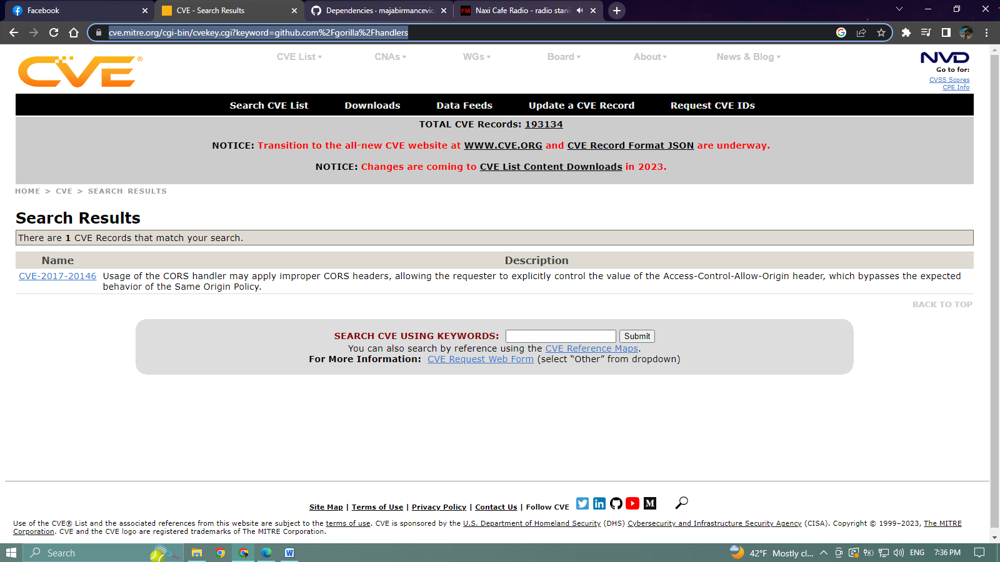 Facebook
CVE - Search Results
Dependencies · majabirmancevic
Naxi Cafe Radio - radio stani
cve.mitre.org/cgi-bin/cvekey.cgi?keyword=github.com%2Fgorilla%2Fhandlers
CVE®
CVE List
CNAs
WGs
Board
About
News & Blog
NVD
Go to for:
CVSS Scores
CPE Info
Search CVE List
Downloads
Data Feeds
Update a CVE Record
Request CVE IDs
TOTAL CVE Records: 193134
NOTICE: Transition to the all-new CVE website at WWW.CVE.ORG and CVE Record Format JSON are underway.
NOTICE: Changes are coming to CVE List Content Downloads in 2023.
HOME > CVE > SEARCH RESULTS
Search Results
There are 1 CVE Records that match your search.
Name
Description
CVE-2017-20146
Usage of the CORS handler may apply improper CORS headers, allowing the requester to explicitly control the value of the Access-Control-Allow-Origin header, which bypasses the expected
behavior of the Same Origin Policy.
BACK TO TOP
SEARCH CVE USING KEYWORDS:
Submit
You can also search by reference using the CVE Reference Maps.
For More Information: CVE Request Web Form (select “Other” from dropdown)
Site Map | Terms of Use | Privacy Policy | Contact Us | Follow CVE
Use of the CVE® List and the associated references from this website are subject to the terms of use. CVE is sponsored by the U.S. Department of Homeland Security (DHS) Cybersecurity and Infrastructure Security Agency (CISA). Copyright © 1999–2023, The MITRE
Corporation. CVE and the CVE logo are registered trademarks of The MITRE Corporation.
Search
42°F Mostly cl...
ENG
7:36 PM